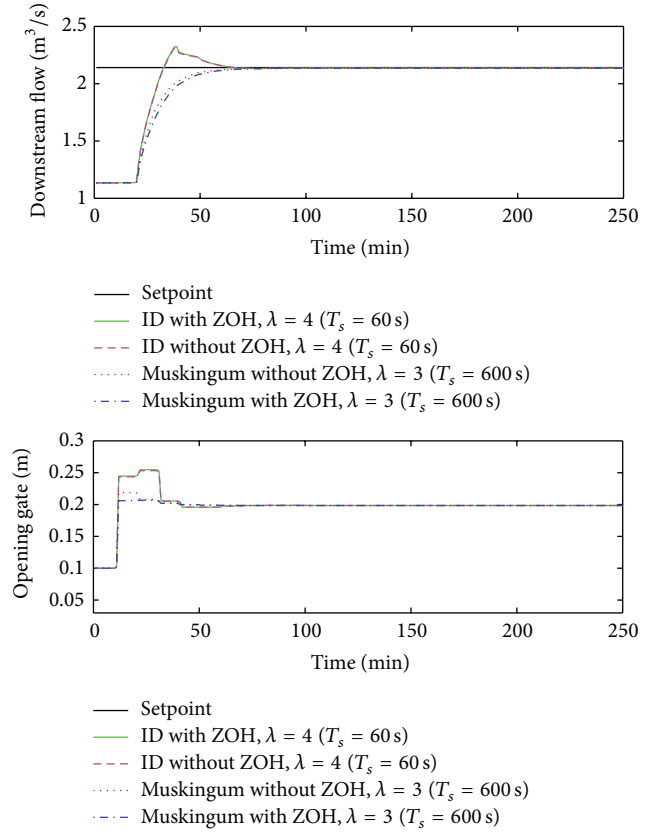 Downstream flow (m³/s)
2.5
2
1.5
1
0 50 100 150 200 250
Time (min)
Setpoint
ID with ZOH, λ = 4 (Tₛ = 60 s)
ID without ZOH, λ = 4 (Tₛ = 60 s)
Muskingum without ZOH, λ = 3 (Tₛ = 600 s)
Muskingum with ZOH, λ = 3 (Tₛ = 600 s)
Opening gate (m)
0.3
0.25
0.2
0.15
0.1
0.05
0 50 100 150 200 250
Time (min)
Setpoint
ID with ZOH, λ = 4 (Tₛ = 60 s)
ID without ZOH, λ = 4 (Tₛ = 60 s)
Muskingum without ZOH, λ = 3 (Tₛ = 600 s)
Muskingum with ZOH, λ = 3 (Tₛ = 600 s)